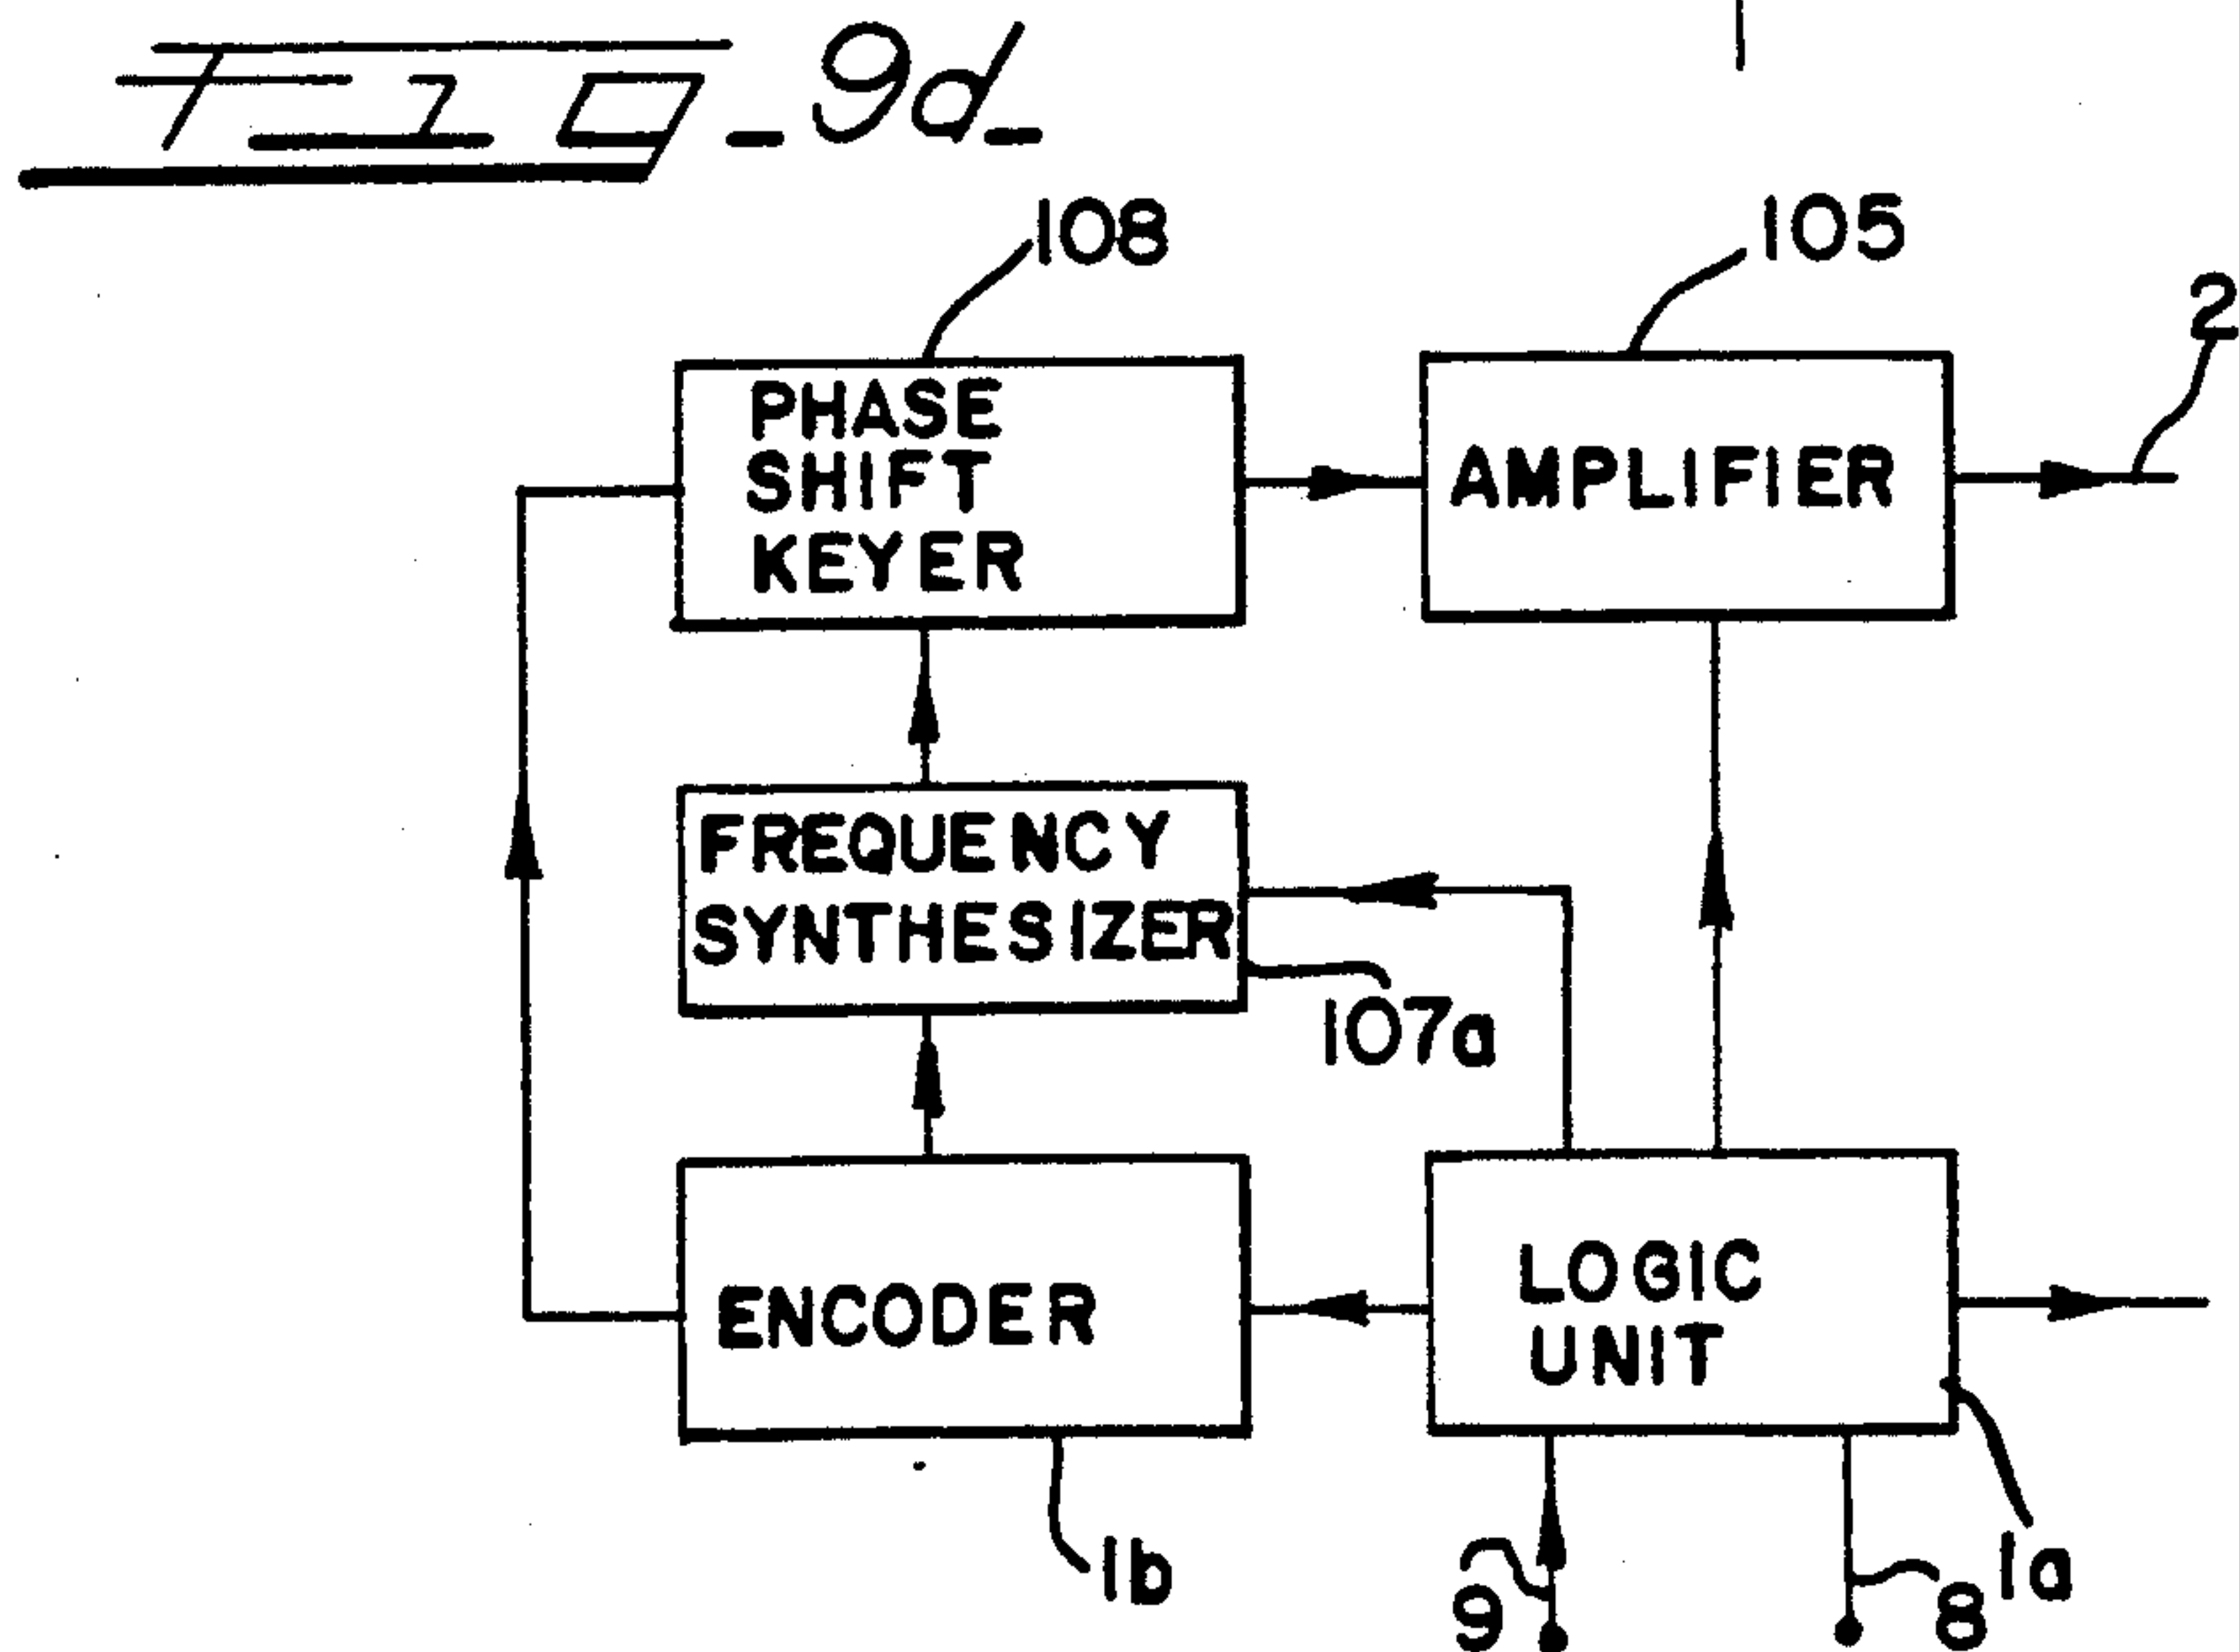 FIG_9d_
108
105
2
PHASE
SHIFT
KEYER
AMPLIFIER
FREQUENCY
SYNTHESIZER
107a
ENCODER
LOGIC
UNIT
1b
9
8
1a